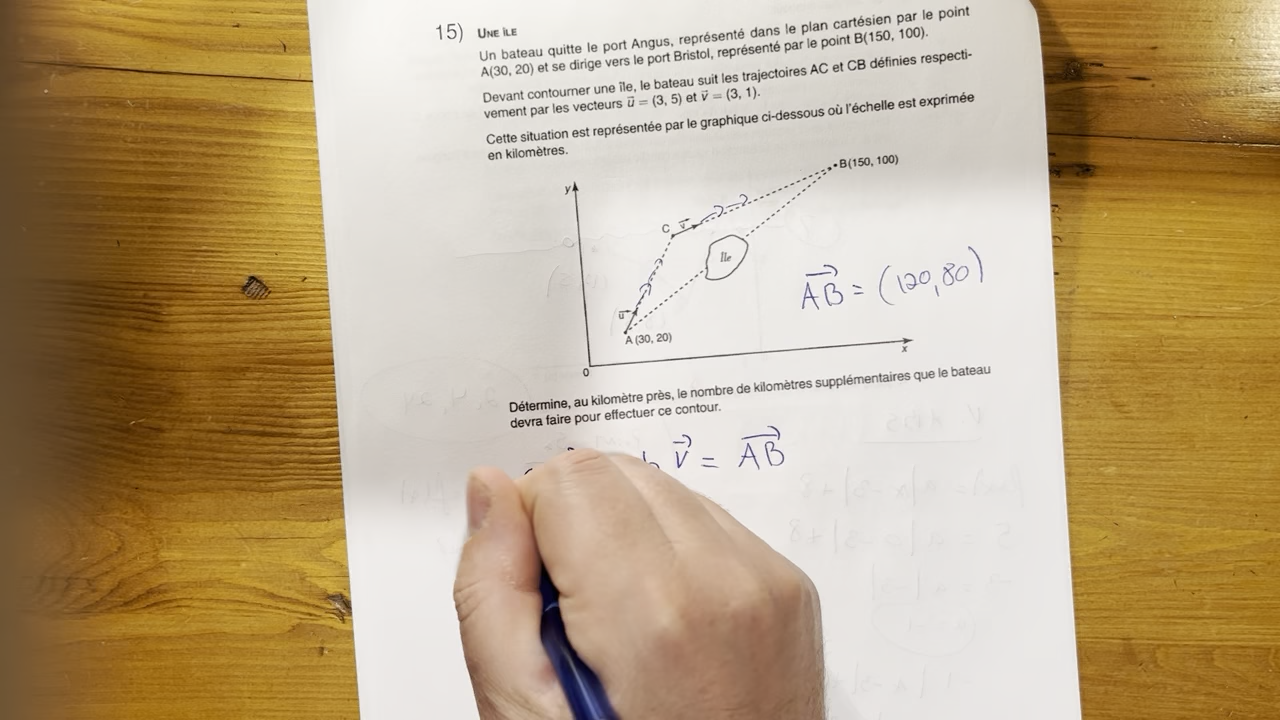 15) UNE ÎLE
Un bateau quitte le port Angus, représenté dans le plan cartésien par le point
A(30, 20) et se dirige vers le port Bristol, représenté par le point B(150, 100).
Devant contourner une île, le bateau suit les trajectoires AC et CB définies respecti-
vement par les vecteurs u⃗ = (3, 5) et v⃗ = (3, 1).
Cette situation est représentée par le graphique ci-dessous où l'échelle est exprimée
en kilomètres.
y
B(150, 100)
C v⃗
Île
AB⃗ = (120,80)
u⃗
A (30, 20)
x
0
Détermine, au kilomètre près, le nombre de kilomètres supplémentaires que le bateau
devra faire pour effectuer ce contour.
v⃗ = AB⃗